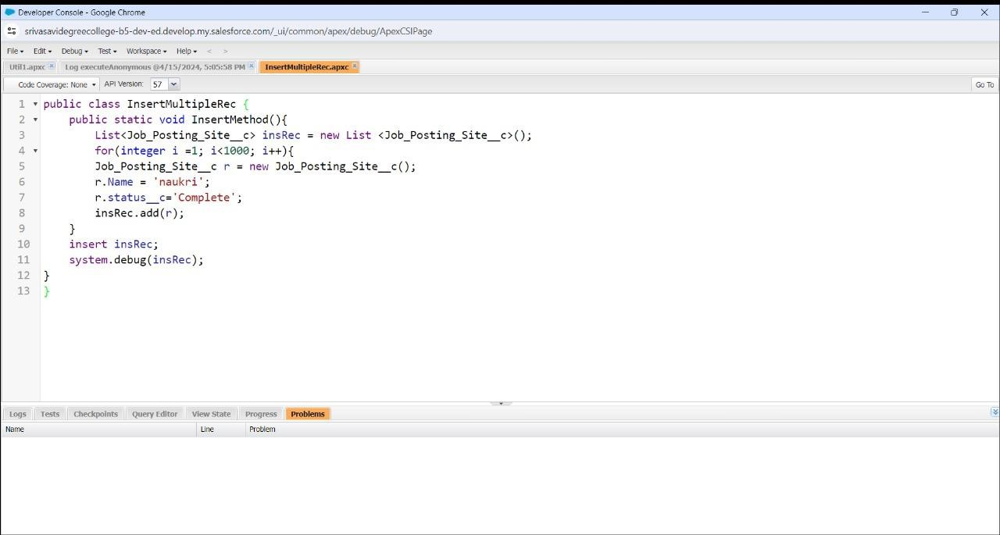 Developer Console - Google Chrome
srivasavidegreecollege-b5-dev-ed.develop.my.salesforce.com/_ui/common/apex/debug/ApexCSIPage
File Edit Debug Test Workspace Help < >
Util1.apxc Log executeAnonymous @4/15/2024, 5:05:58 PM InsertMultipleRec.apxc
Code Coverage: None API Version: 57 Go To
1 public class InsertMultipleRec {
2 public static void InsertMethod(){
3 List<Job_Posting_Site__c> insRec = new List <Job_Posting_Site__c>();
4 for(integer i =1; i<1000; i++){
5 Job_Posting_Site__c r = new Job_Posting_Site__c();
6 r.Name = 'naukri';
7 r.status__c='Complete';
8 insRec.add(r);
9 }
10 insert insRec;
11 system.debug(insRec);
12 }
13 }
Logs Tests Checkpoints Query Editor View State Progress Problems
Name Line Problem